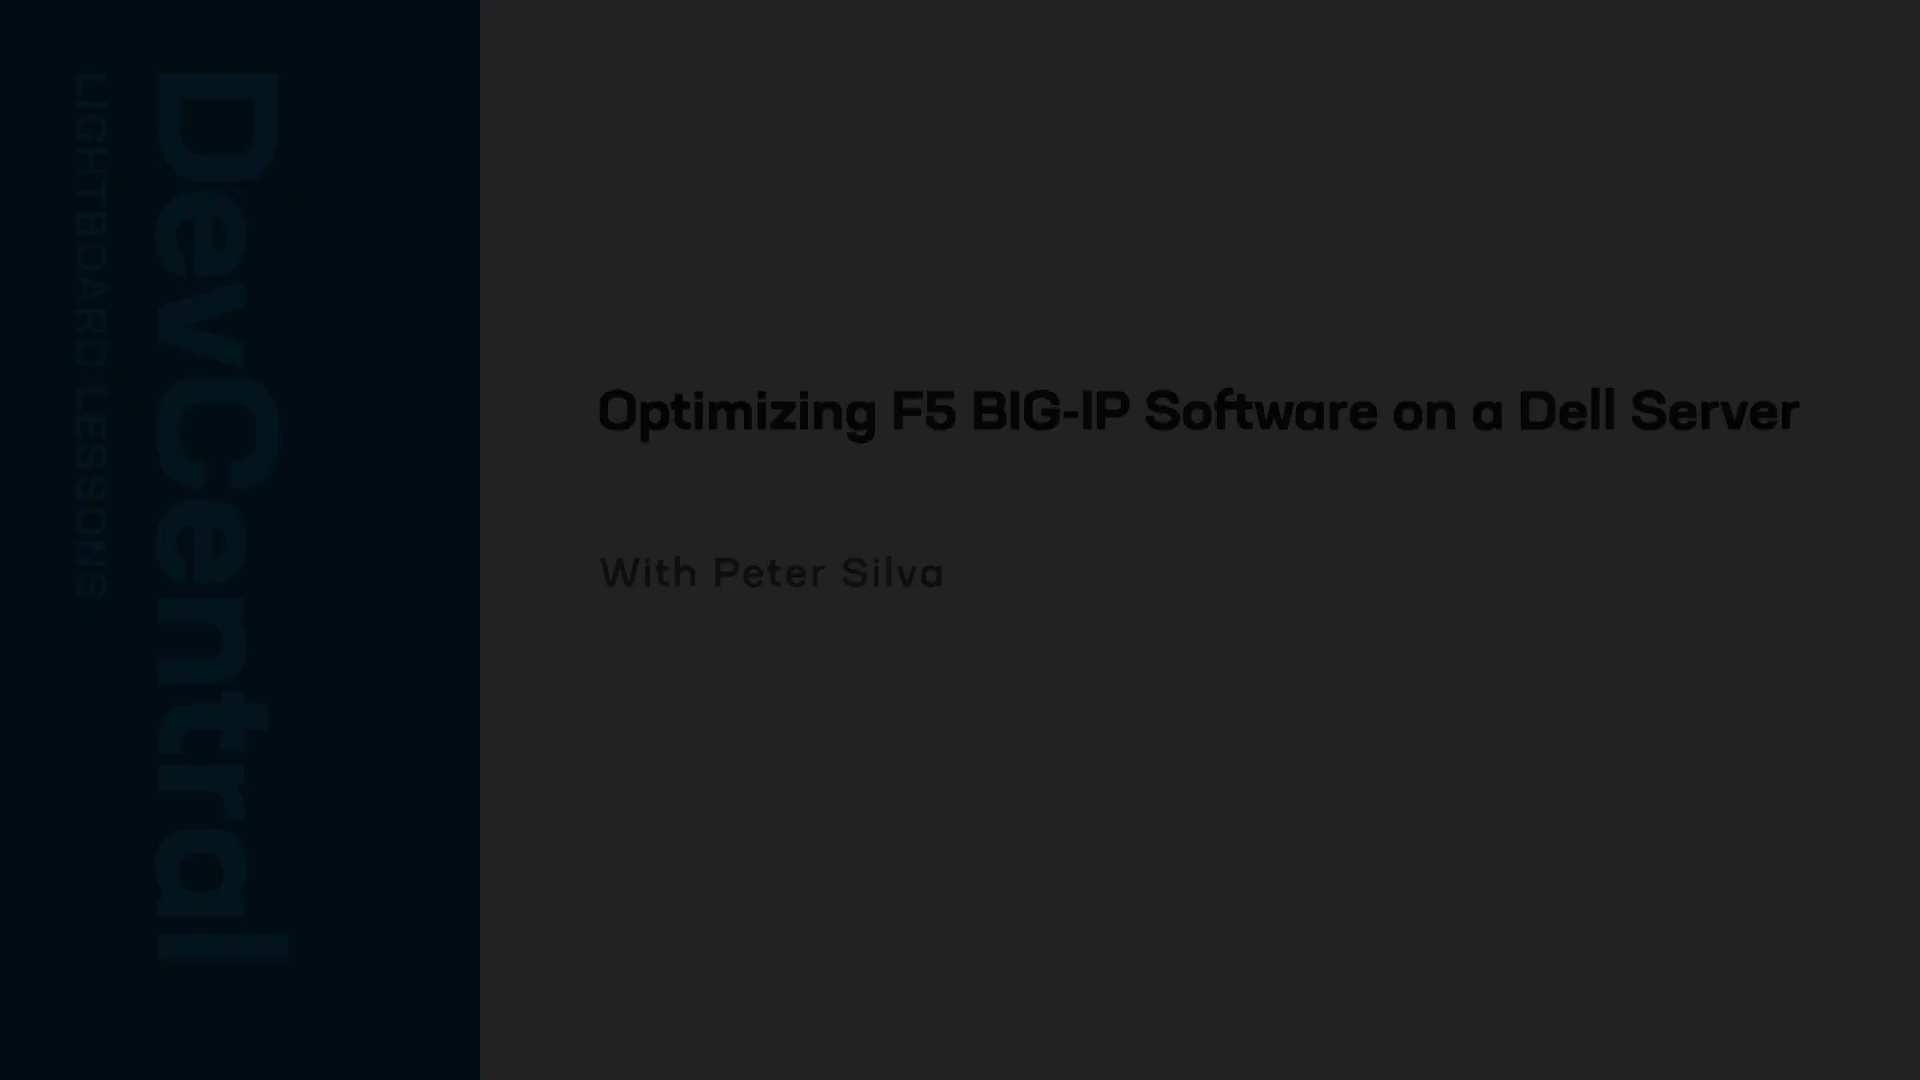 DevCentral
LIGHTBOARD LESSONS
Optimizing F5 BIG-IP Software on a Dell Server
With Peter Silva